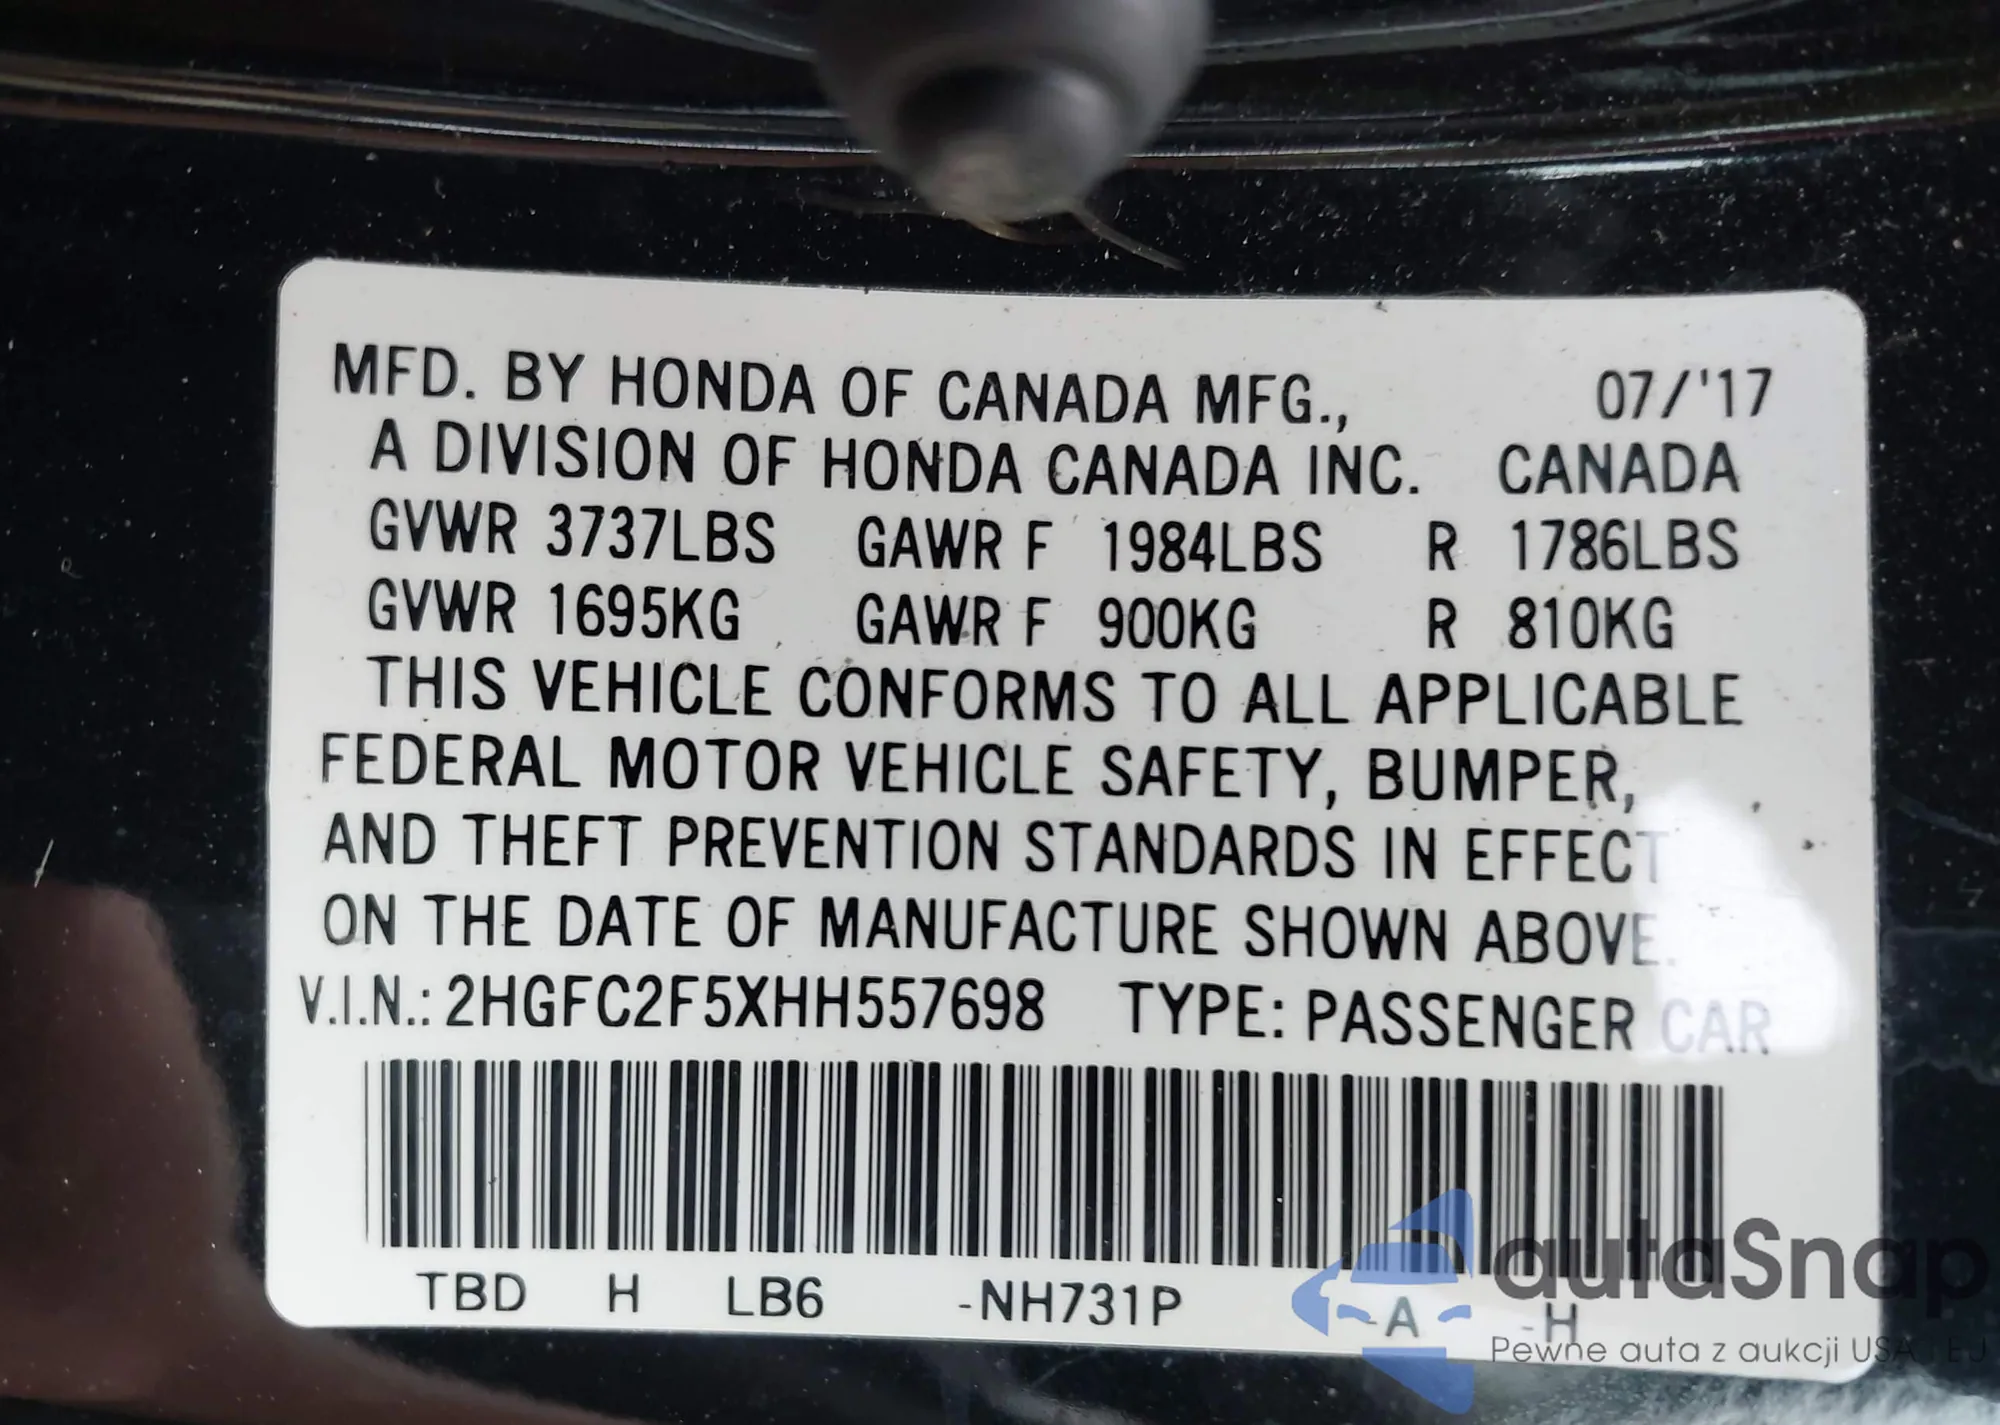 MFD. BY HONDA OF CANADA MFG., 07/'17
A DIVISION OF HONDA CANADA INC. CANADA
GVWR 3737LBS GAWR F 1984LBS R 1786LBS
GVWR 1695KG GAWR F 900KG R 810KG
THIS VEHICLE CONFORMS TO ALL APPLICABLE
FEDERAL MOTOR VEHICLE SAFETY, BUMPER,
AND THEFT PREVENTION STANDARDS IN EFFECT
ON THE DATE OF MANUFACTURE SHOWN ABOVE.
V.I.N.: 2HGFC2F5XHH557698 TYPE: PASSENGER CAR
TBD H LB6 -NH731P -A -H
autaSnap
Pewne auta z aukcji USA I EJ